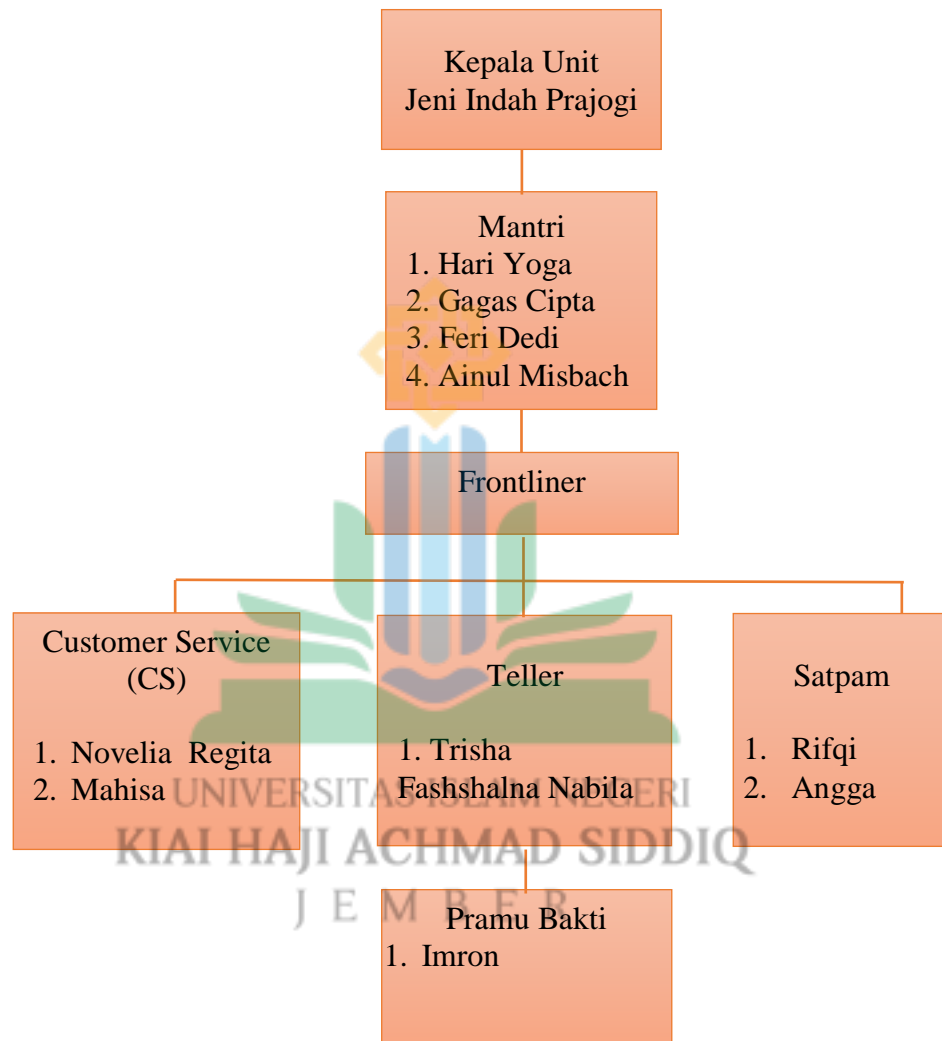 Kepala Unit
Jeni Indah Prajogi
Mantri
1. Hari Yoga
2. Gagas Cipta
3. Feri Dedi
4. Ainul Misbach
Frontliner
Customer Service
(CS)
1. Novelia Regita
2. Mahisa
Teller
1. Trisha
Fashshalna Nabila
Satpam
1. Rifqi
2. Angga
UNIVERSITAS ISLAM NEGERI
KIAI HAJI ACHMAD SIDDIQ
JEMBER
Pramu Bakti
1. Imron